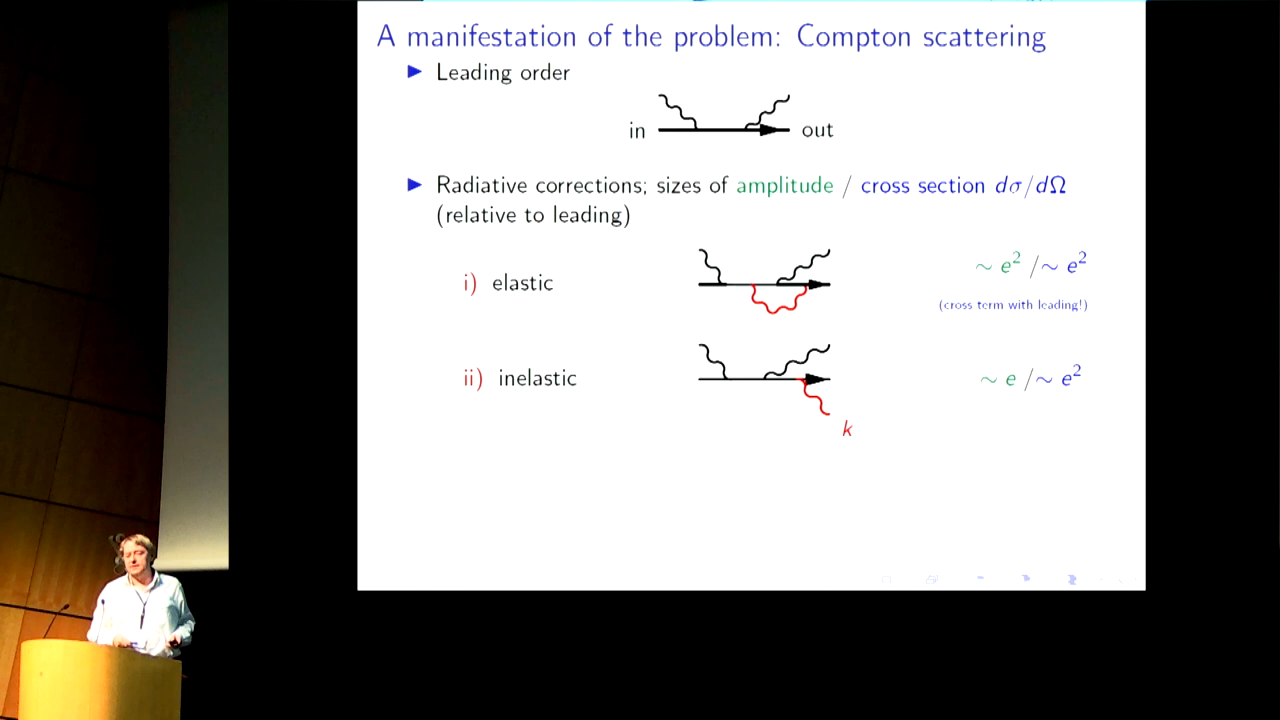 A manifestation of the problem: Compton scattering
▶ Leading order
in out
▶ Radiative corrections; sizes of amplitude / cross section dσ/dΩ
(relative to leading)
i) elastic ∼ e² /∼ e²
(cross term with leading!)
ii) inelastic ∼ e /∼ e²
k